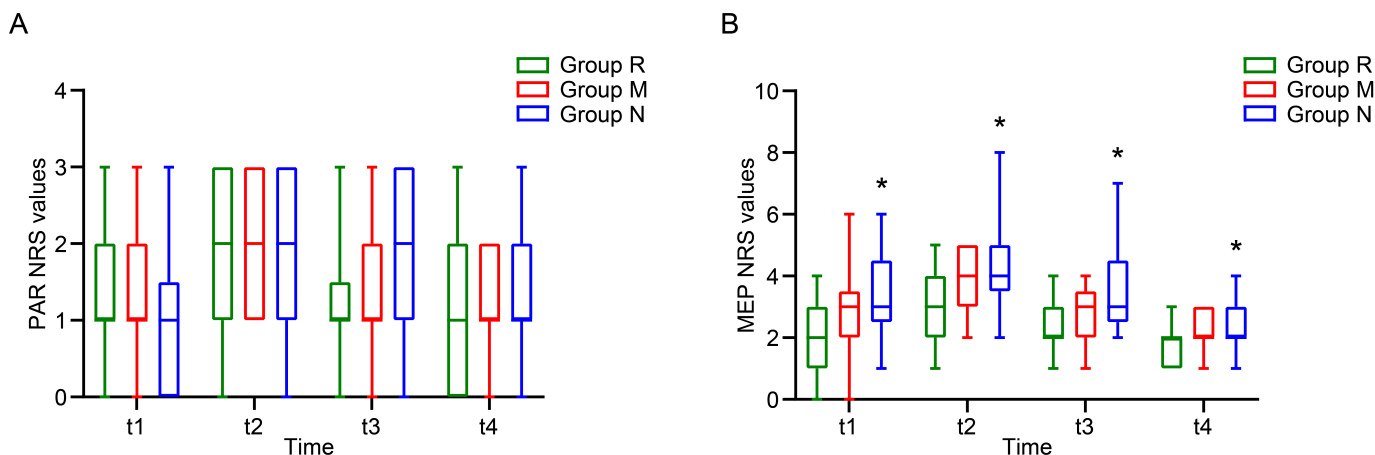 A
Group R
Group M
Group N
PAR NRS values
4
3
2
1
0
t1
t2
t3
t4
Time
B
Group R
Group M
Group N
MEP NRS values
10
8
6
4
2
0
*
*
*
*
t1
t2
t3
t4
Time